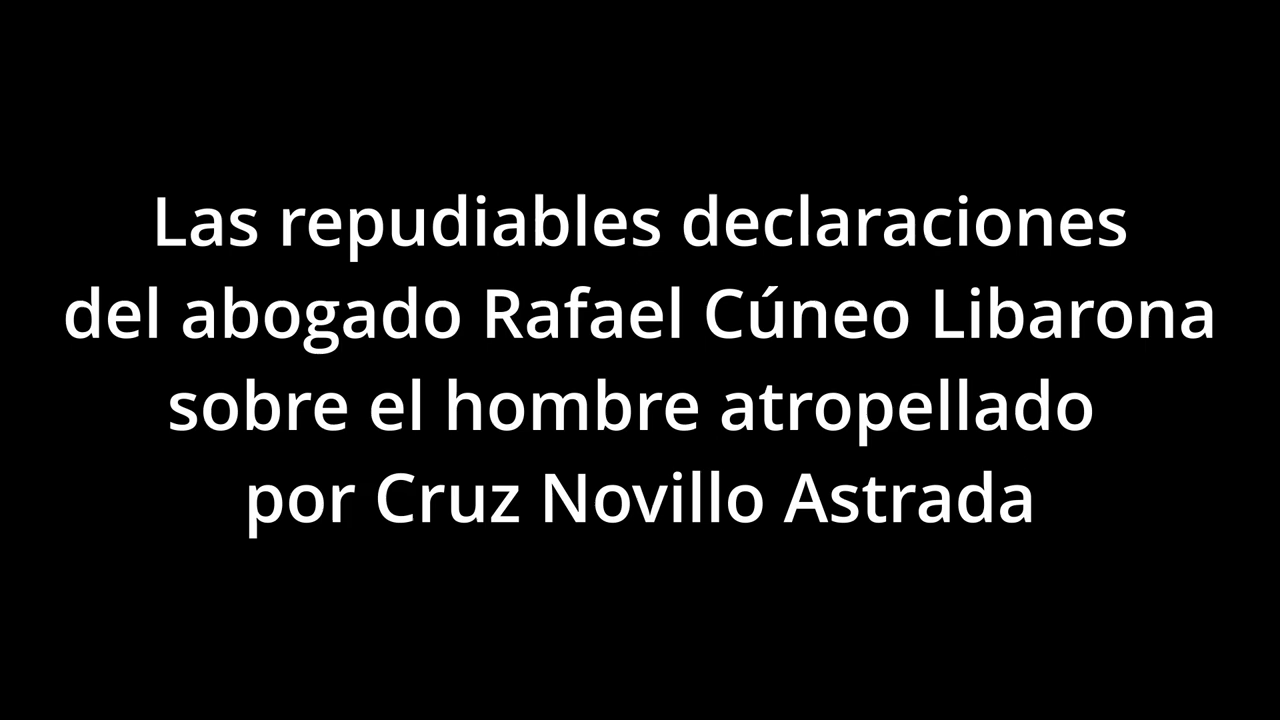 Las repudiables declaraciones
del abogado Rafael Cúneo Libarona
sobre el hombre atropellado
por Cruz Novillo Astrada